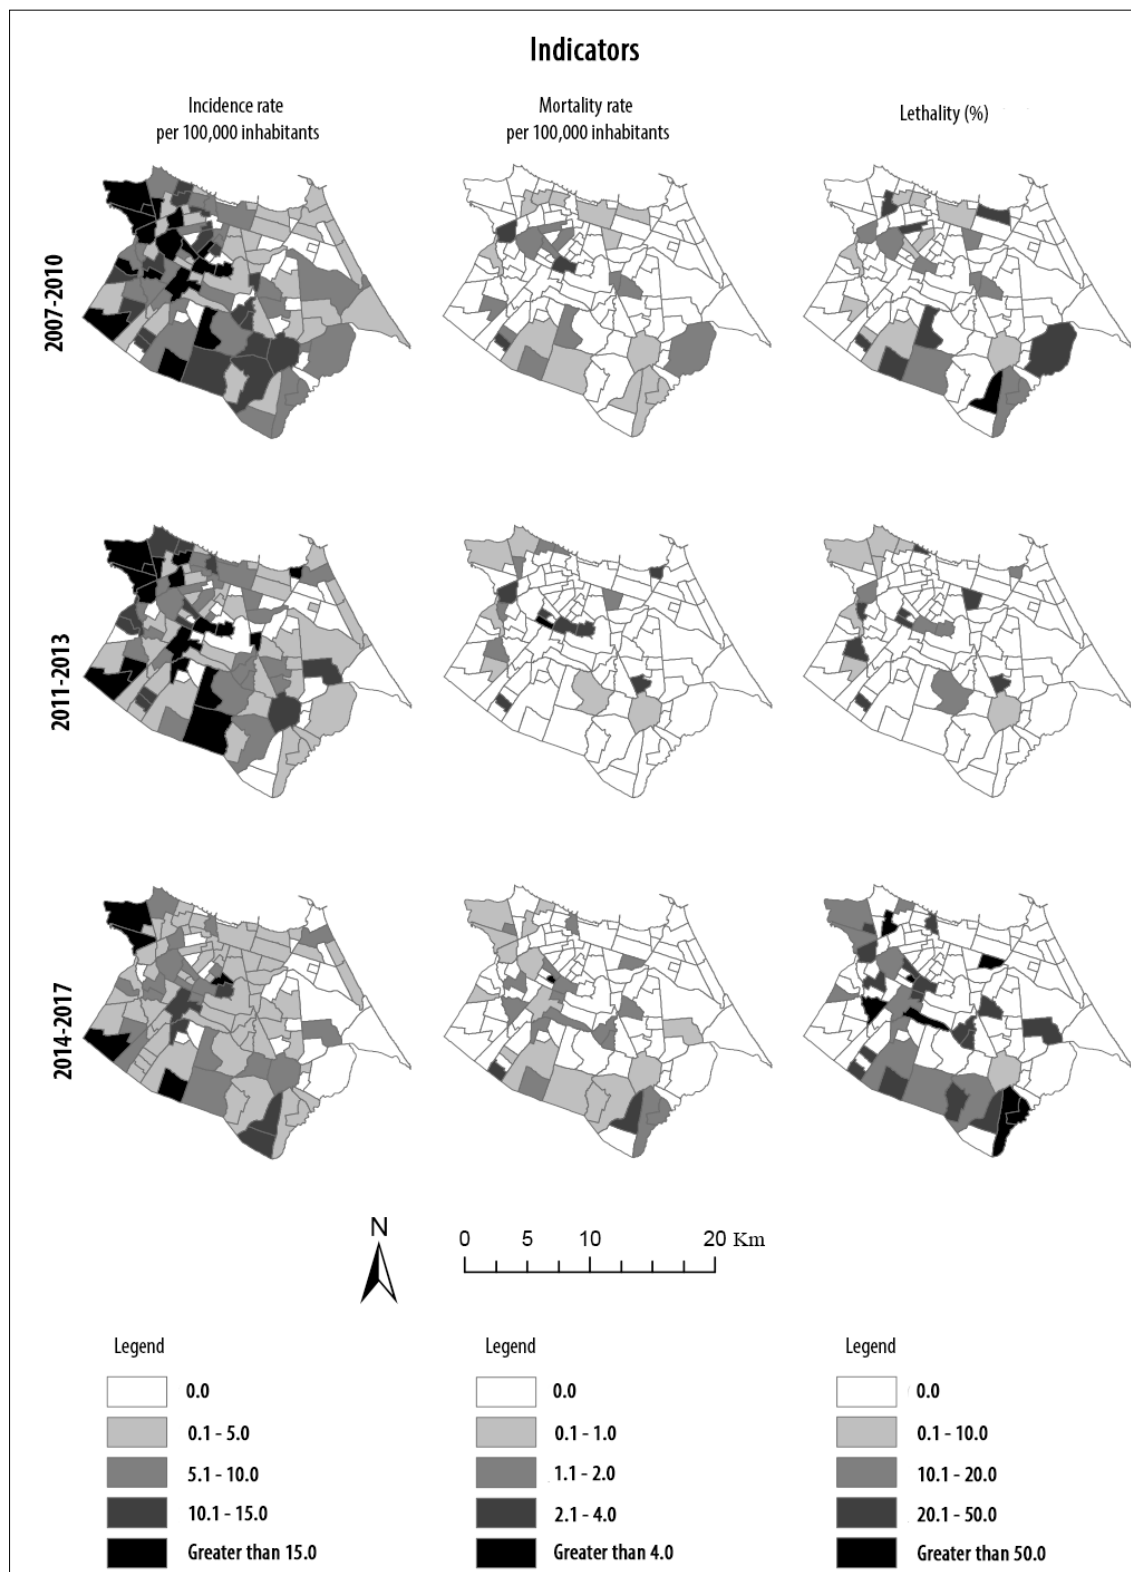 Indicators
Incidence rate
per 100,000 inhabitants
Mortality rate
per 100,000 inhabitants
Lethality (%)
2007-2010
2011-2013
2014-2017
N
0 5 10 20 Km
Legend
0.0
0.1 - 5.0
5.1 - 10.0
10.1 - 15.0
Greater than 15.0
Legend
0.0
0.1 - 1.0
1.1 - 2.0
2.1 - 4.0
Greater than 4.0
Legend
0.0
0.1 - 10.0
10.1 - 20.0
20.1 - 50.0
Greater than 50.0